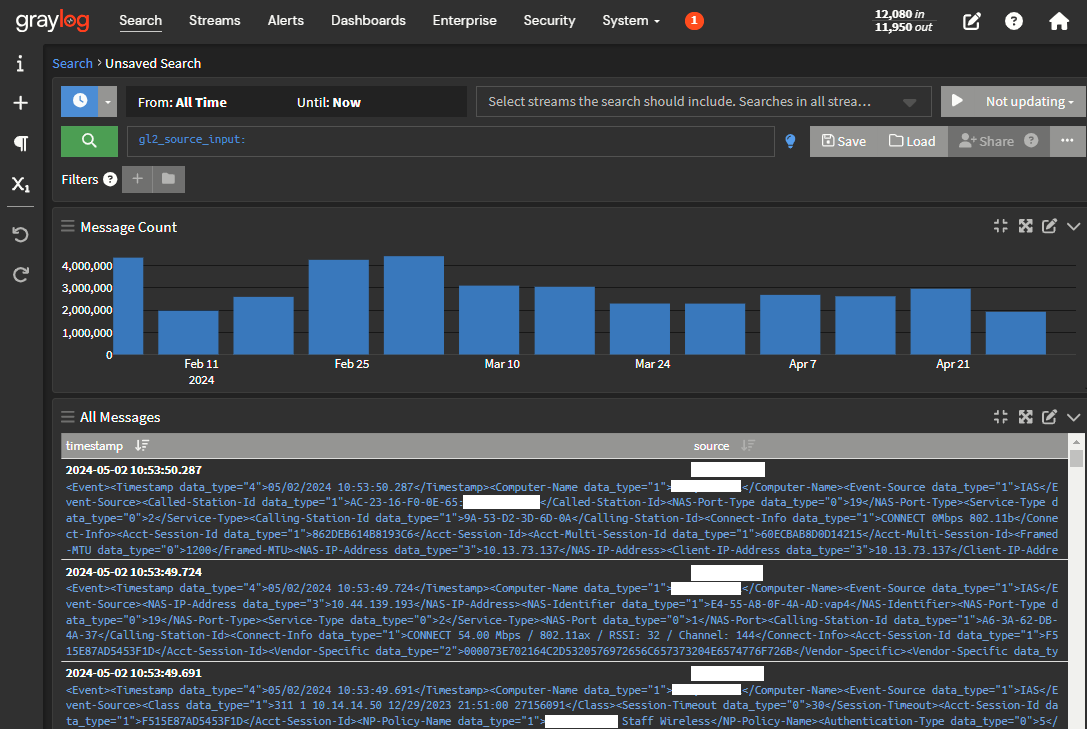 graylog Search Streams Alerts Dashboards Enterprise Security System 1 12,080 in
11,950 out
Search › Unsaved Search
From: All Time Until: Now Select streams the search should include. Searches in all strea... Not updating
gl2_source_input: Save Load Share ? ...
Filters ?
Message Count
4,000,000
3,000,000
2,000,000
1,000,000
0
Feb 11 Feb 25 Mar 10 Mar 24 Apr 7 Apr 21
2024
All Messages
timestamp source
2024-05-02 10:53:50.287
<Event><Timestamp data_type="4">05/02/2024 10:53:50.287</Timestamp><Computer-Name data_type="1"> </Computer-Name><Event-Source data_type="1">IAS</E
vent-Source><Called-Station-Id data_type="1">AC-23-16-F0-0E-65: </Called-Station-Id><NAS-Port-Type data_type="0">19</NAS-Port-Type><Service-Type d
ata_type="0">2</Service-Type><Calling-Station-Id data_type="1">9A-53-D2-3D-6D-0A</Calling-Station-Id><Connect-Info data_type="1">CONNECT 0Mbps 802.11b</Conn
ect-Info><Acct-Session-Id data_type="1">862DEB614B8193C6</Acct-Session-Id><Acct-Multi-Session-Id data_type="1">60ECBAB8D0D14215</Acct-Multi-Session-Id><Framed
-MTU data_type="0">1200</Framed-MTU><NAS-IP-Address data_type="3">10.13.73.137</NAS-IP-Address><Client-IP-Address data_type="3">10.13.73.137</Client-IP-Addre
2024-05-02 10:53:49.724
<Event><Timestamp data_type="4">05/02/2024 10:53:49.724</Timestamp><Computer-Name data_type="1"> </Computer-Name><Event-Source data_type="1">IAS</E
vent-Source><NAS-IP-Address data_type="3">10.44.139.193</NAS-IP-Address><NAS-Identifier data_type="1">E4-55-A8-0F-4A-AD:vap4</NAS-Identifier><NAS-Port-Type d
ata_type="0">19</NAS-Port-Type><Service-Type data_type="0">2</Service-Type><NAS-Port data_type="0">1</NAS-Port><Calling-Station-Id data_type="1">A6-3A-62-DB-
4A-37</Calling-Station-Id><Connect-Info data_type="1">CONNECT 54.00 Mbps / 802.11ax / RSSI: 32 / Channel: 144</Connect-Info><Acct-Session-Id data_type="1">F5
15E87AD5453F1D</Acct-Session-Id><Vendor-Specific data_type="2">000073E702164C2D5320576972656C657373204E6574776F726B</Vendor-Specific><Vendor-Specific data_ty
2024-05-02 10:53:49.691
<Event><Timestamp data_type="4">05/02/2024 10:53:49.691</Timestamp><Computer-Name data_type="1"> </Computer-Name><Event-Source data_type="1">IAS</E
vent-Source><Class data_type="1">311 1 10.14.14.50 12/29/2023 21:51:00 27156091</Class><Session-Timeout data_type="0">30</Session-Timeout><Acct-Session-Id da
ta_type="1">F515E87AD5453F1D</Acct-Session-Id><NP-Policy-Name data_type="1"> Staff Wireless</NP-Policy-Name><Authentication-Type data_type="0">5</